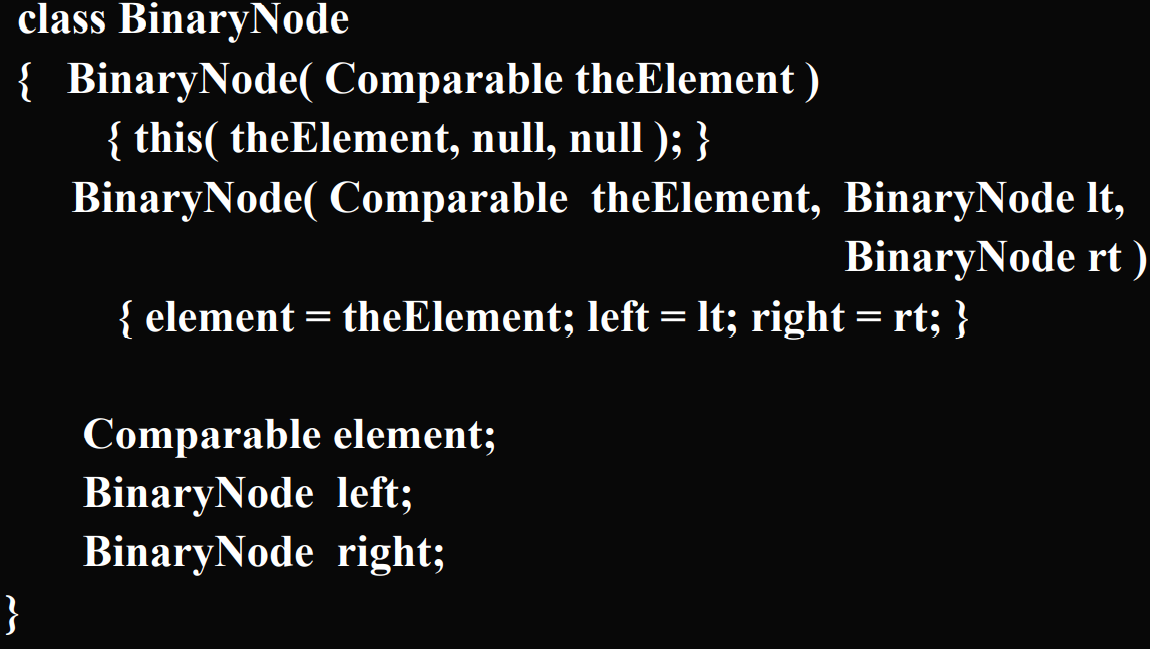 class BinaryNode
{ BinaryNode( Comparable theElement )
{ this( theElement, null, null ); }
BinaryNode( Comparable theElement, BinaryNode lt,
BinaryNode rt )
{ element = theElement; left = lt; right = rt; }
Comparable element;
BinaryNode left;
BinaryNode right;
}